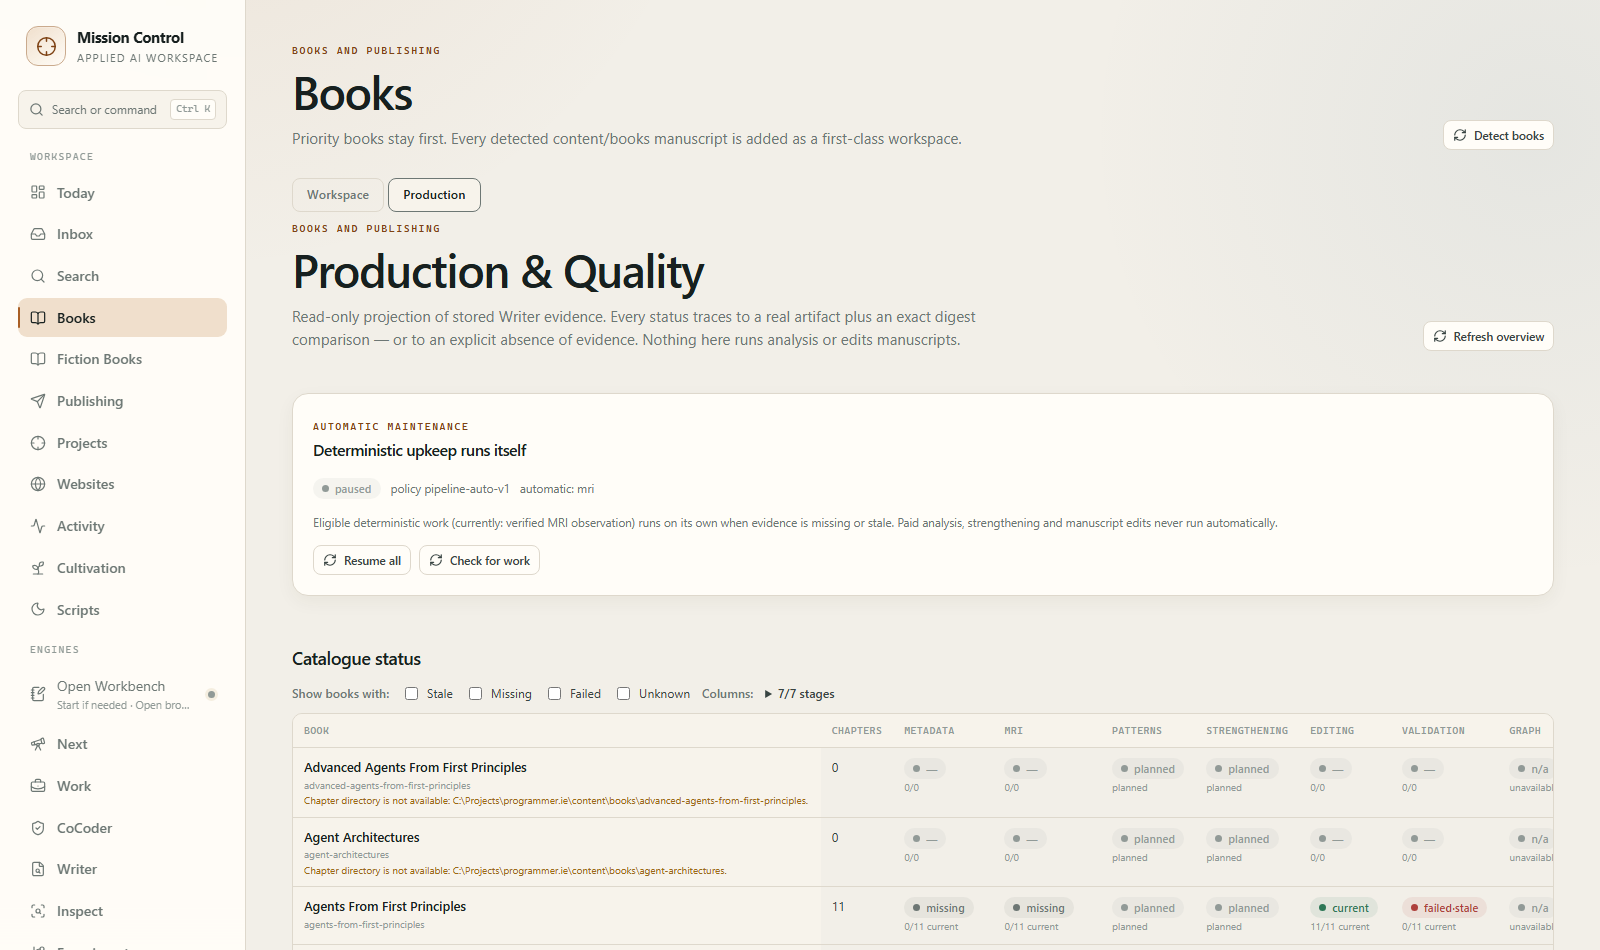 Mission Control
APPLIED AI WORKSPACE
Search or command Ctrl K
WORKSPACE
Today
Inbox
Search
Books
Fiction Books
Publishing
Projects
Websites
Activity
Cultivation
Scripts
ENGINES
Open Workbench
Start if needed · Open bro...
Next
Work
CoCoder
Writer
Inspect
BOOKS AND PUBLISHING
Books
Priority books stay first. Every detected content/books manuscript is added as a first-class workspace.
Detect books
Workspace Production
BOOKS AND PUBLISHING
Production & Quality
Read-only projection of stored Writer evidence. Every status traces to a real artifact plus an exact digest
comparison — or to an explicit absence of evidence. Nothing here runs analysis or edits manuscripts.
Refresh overview
AUTOMATIC MAINTENANCE
Deterministic upkeep runs itself
paused policy pipeline-auto-v1 automatic: mri
Eligible deterministic work (currently: verified MRI observation) runs on its own when evidence is missing or stale. Paid analysis, strengthening and manuscript edits never run automatically.
Resume all Check for work
Catalogue status
Show books with: Stale Missing Failed Unknown Columns: 7/7 stages
BOOK CHAPTERS METADATA MRI PATTERNS STRENGTHENING EDITING VALIDATION GRAPH
Advanced Agents From First Principles 0 — — planned planned — — n/a
advanced-agents-from-first-principles 0/0 0/0 planned planned 0/0 0/0 unavailabl
Chapter directory is not available: C:\Projects\programmer.ie\content\books\advanced-agents-from-first-principles.
Agent Architectures 0 — — planned planned — — n/a
agent-architectures 0/0 0/0 planned planned 0/0 0/0 unavailabl
Chapter directory is not available: C:\Projects\programmer.ie\content\books\agent-architectures.
Agents From First Principles 11 missing missing planned planned current failed·stale n/a
agents-from-first-principles 0/11 current 0/11 current planned planned 11/11 current 0/11 current unavailabl